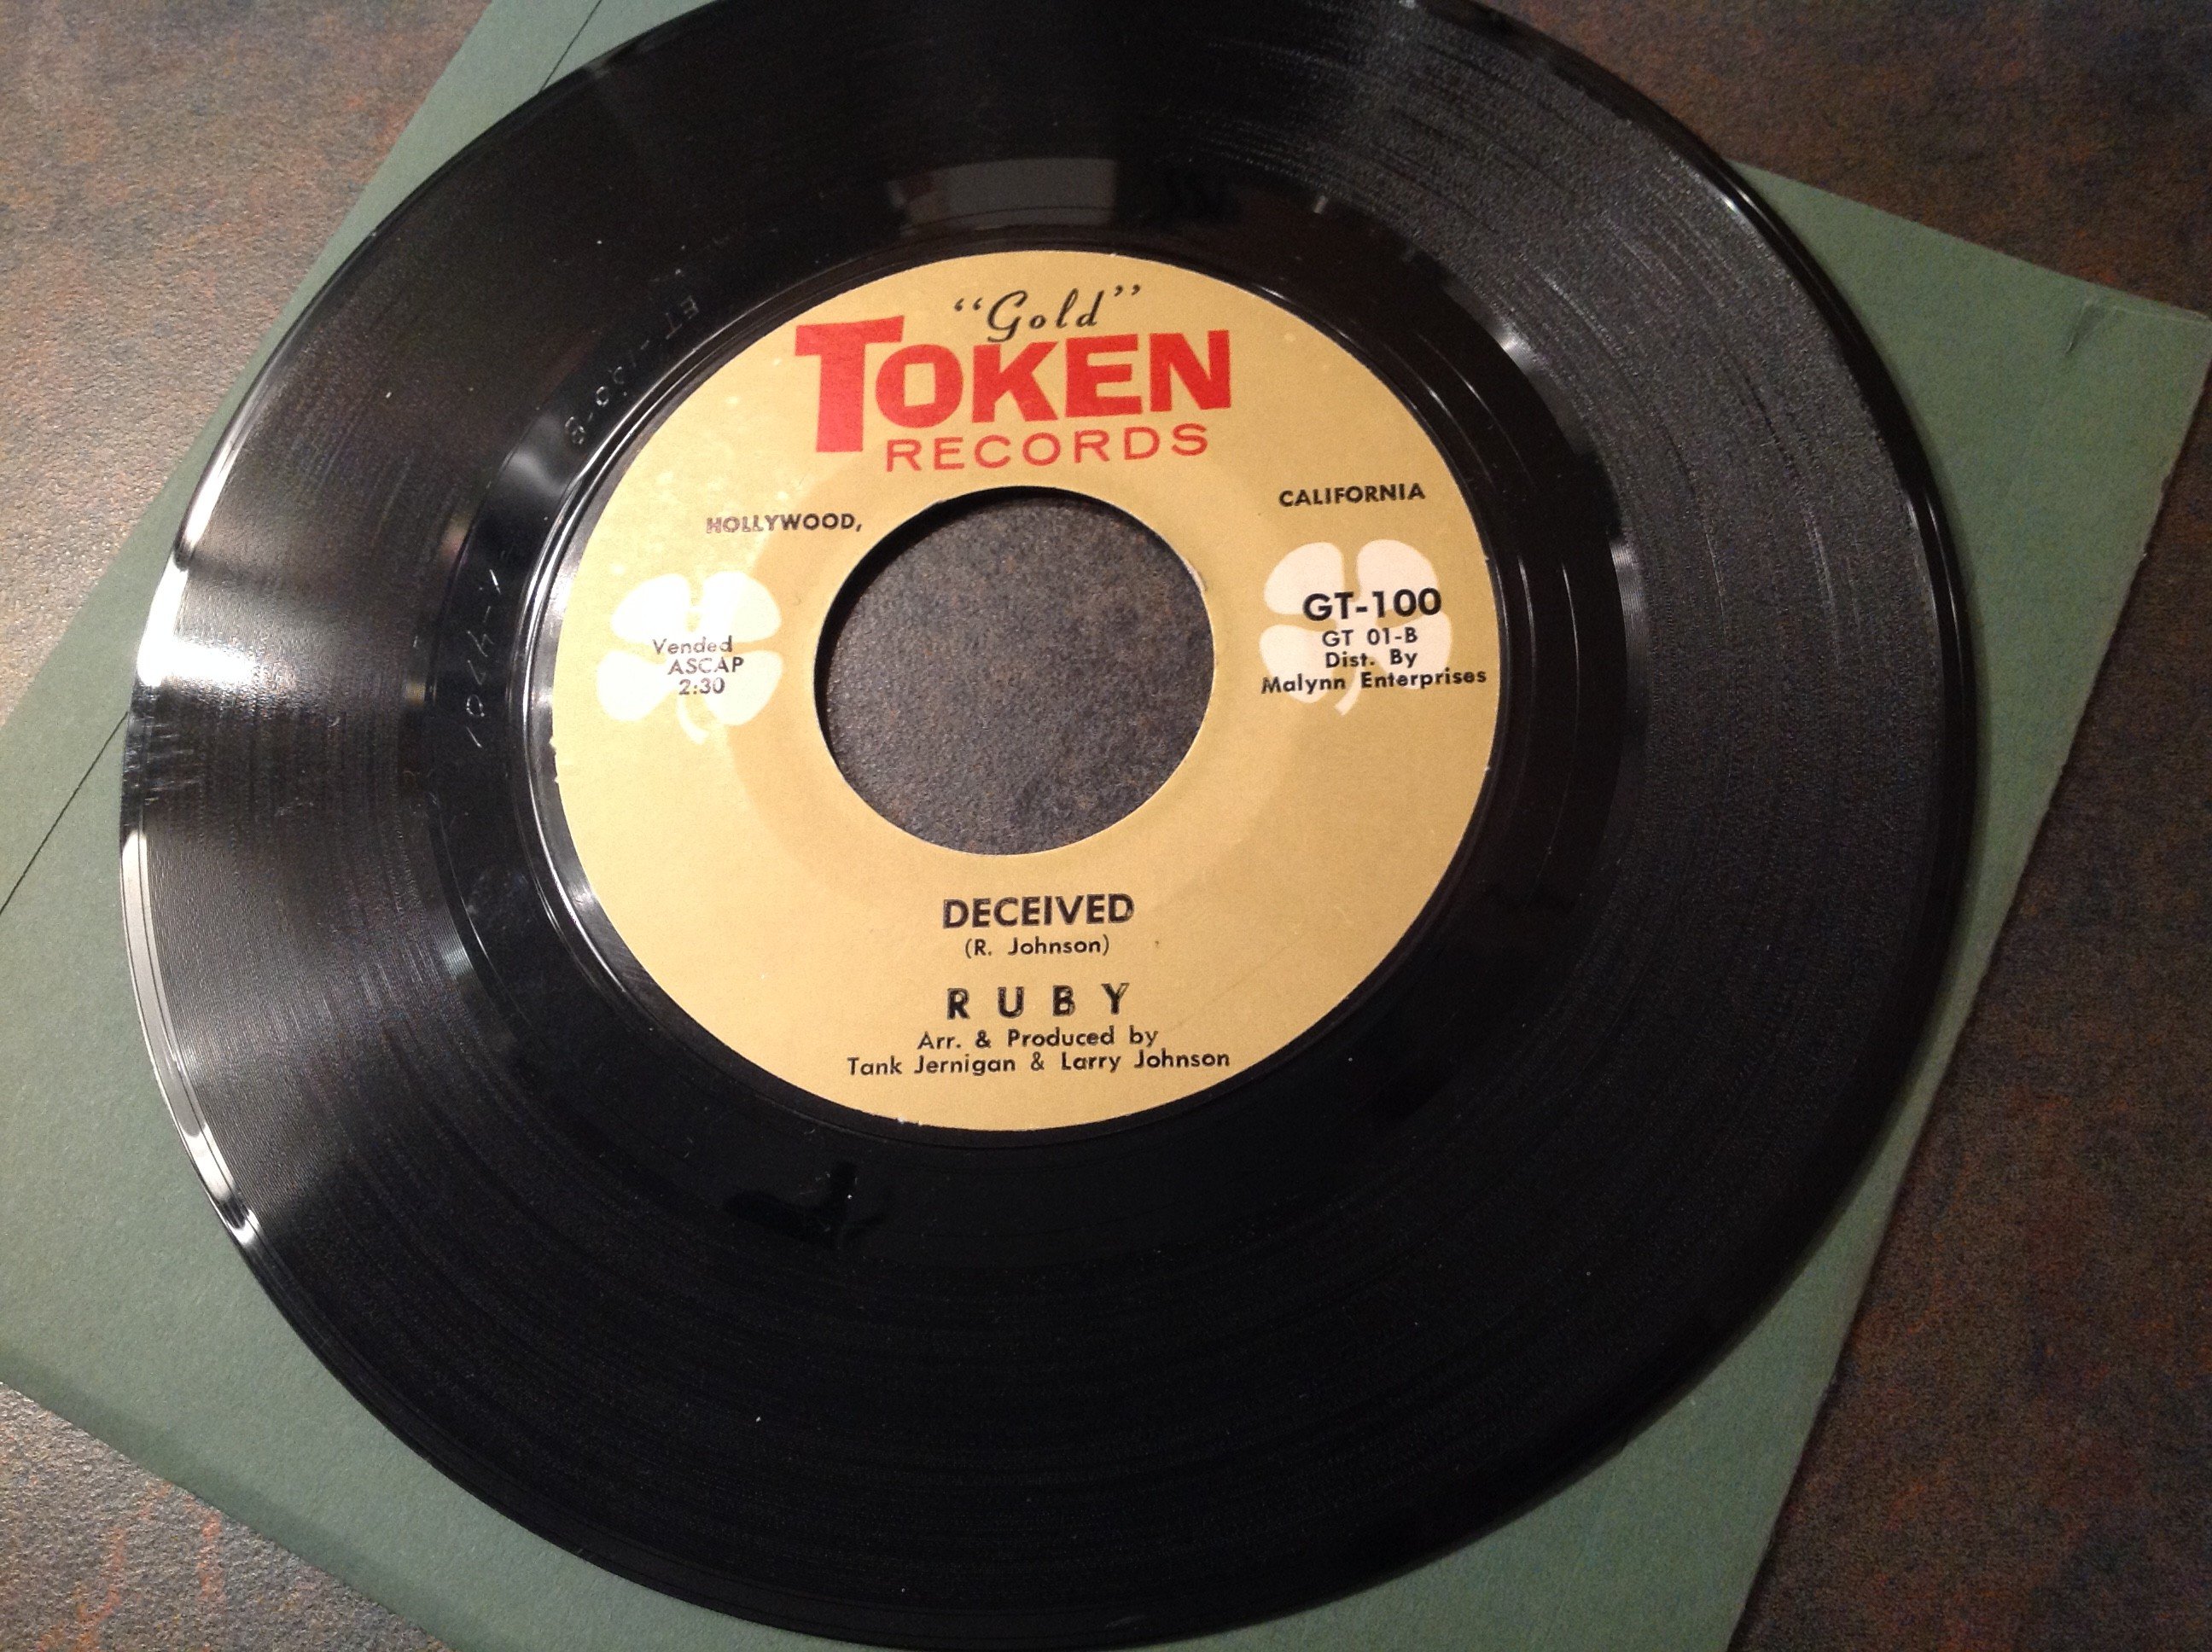 “Gold”
TOKEN
RECORDS
HOLLYWOOD, CALIFORNIA
Vended
ASCAP
2:30
GT-100
GT 01-B
Dist. By
Malynn Enterprises
DECEIVED
(R. Johnson)
RUBY
Arr. & Produced by
Tank Jernigan & Larry Johnson